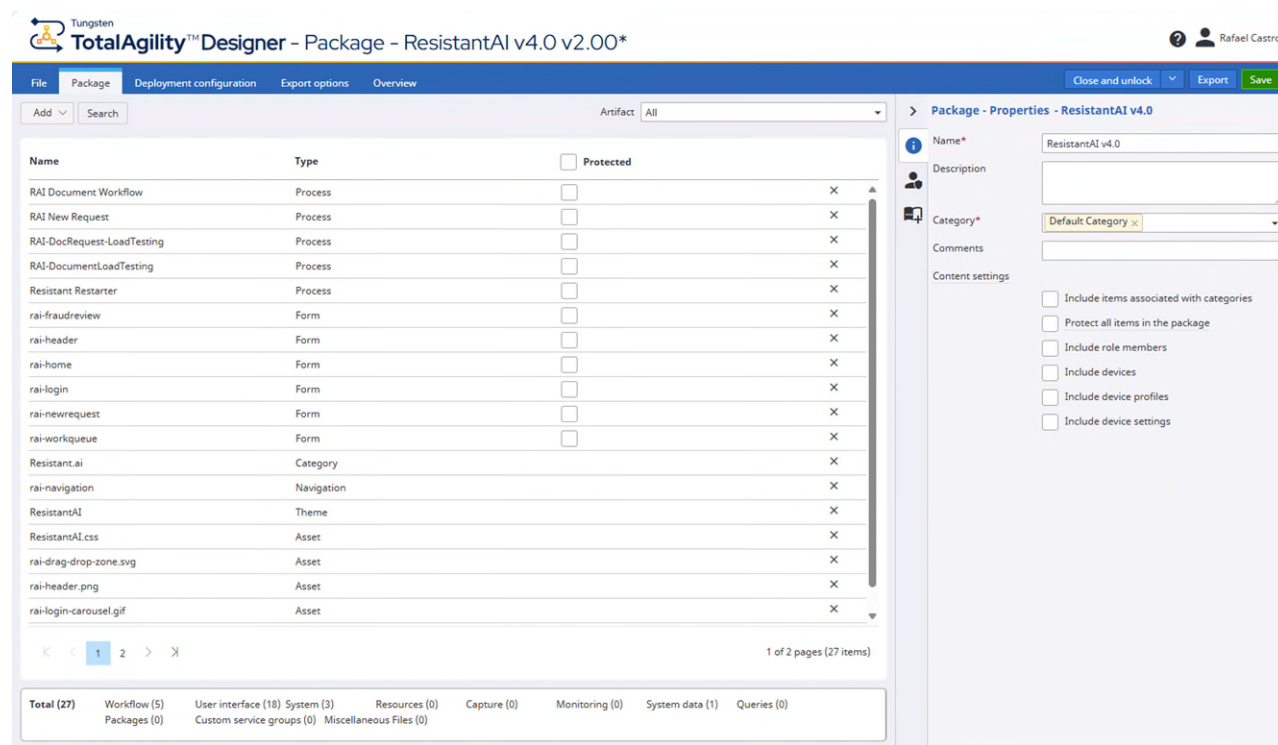 Tungsten
TotalAgility™ Designer – Package - ResistantAI v4.0 v2.00*
Rafael Castro
File Package Deployment configuration Export options Overview
Close and unlock Export Save
Add Search Artifact All
Name Type Protected
RAI Document Workflow Process
RAI New Request Process
RAI-DocRequest-LoadTesting Process
RAI-DocumentLoadTesting Process
Resistant Restarter Process
rai-fraudreview Form
rai-header Form
rai-home Form
rai-login Form
rai-newrequest Form
rai-workqueue Form
Resistant.ai Category
rai-navigation Navigation
ResistantAI Theme
ResistantAI.css Asset
rai-drag-drop-zone.svg Asset
rai-header.png Asset
rai-login-carousel.gif Asset
1 2 1 of 2 pages (27 items)
Total (27) Workflow (5) User interface (18) System (3) Resources (0) Capture (0) Monitoring (0) System data (1) Queries (0)
Packages (0) Custom service groups (0) Miscellaneous Files (0)
Package - Properties - ResistantAI v4.0
Name* ResistantAI v4.0
Description
Category* Default Category ×
Comments
Content settings
Include items associated with categories
Protect all items in the package
Include role members
Include devices
Include device profiles
Include device settings